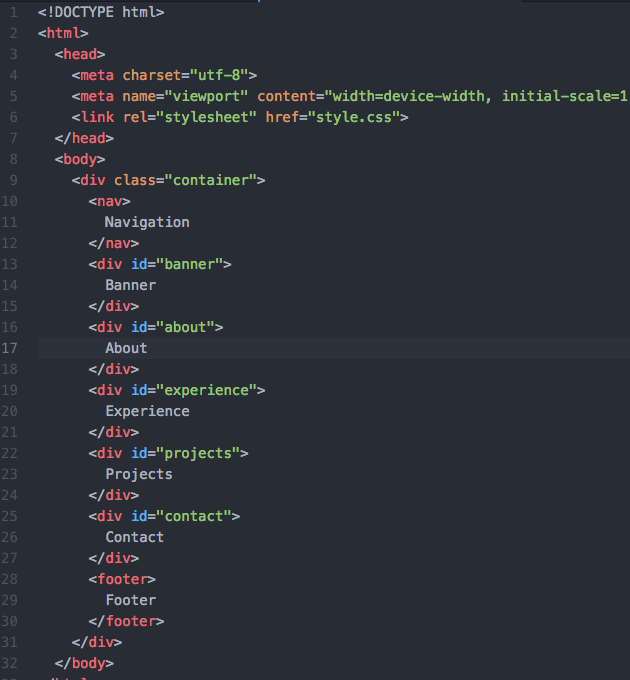 1 <!DOCTYPE html>
2 <html>
3   <head>
4     <meta charset="utf-8">
5     <meta name="viewport" content="width=device-width, initial-scale=1
6     <link rel="stylesheet" href="style.css">
7   </head>
8   <body>
9     <div class="container">
10       <nav>
11         Navigation
12       </nav>
13       <div id="banner">
14         Banner
15       </div>
16       <div id="about">
17         About
18       </div>
19       <div id="experience">
20         Experience
21       </div>
22       <div id="projects">
23         Projects
24       </div>
25       <div id="contact">
26         Contact
27       </div>
28       <footer>
29         Footer
30       </footer>
31     </div>
32   </body>